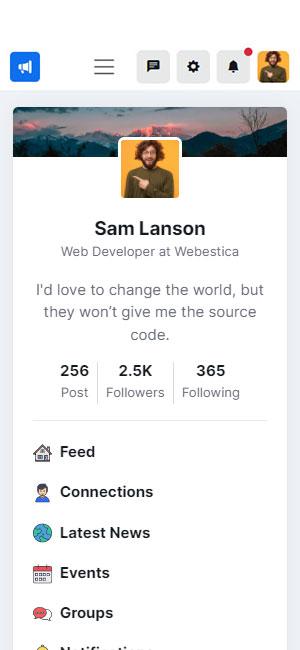 Sam Lanson
Web Developer at Webestica
I'd love to change the world, but
they won’t give me the source
code.
256 2.5K 365
Post Followers Following
Feed
Connections
Latest News
Events
Groups